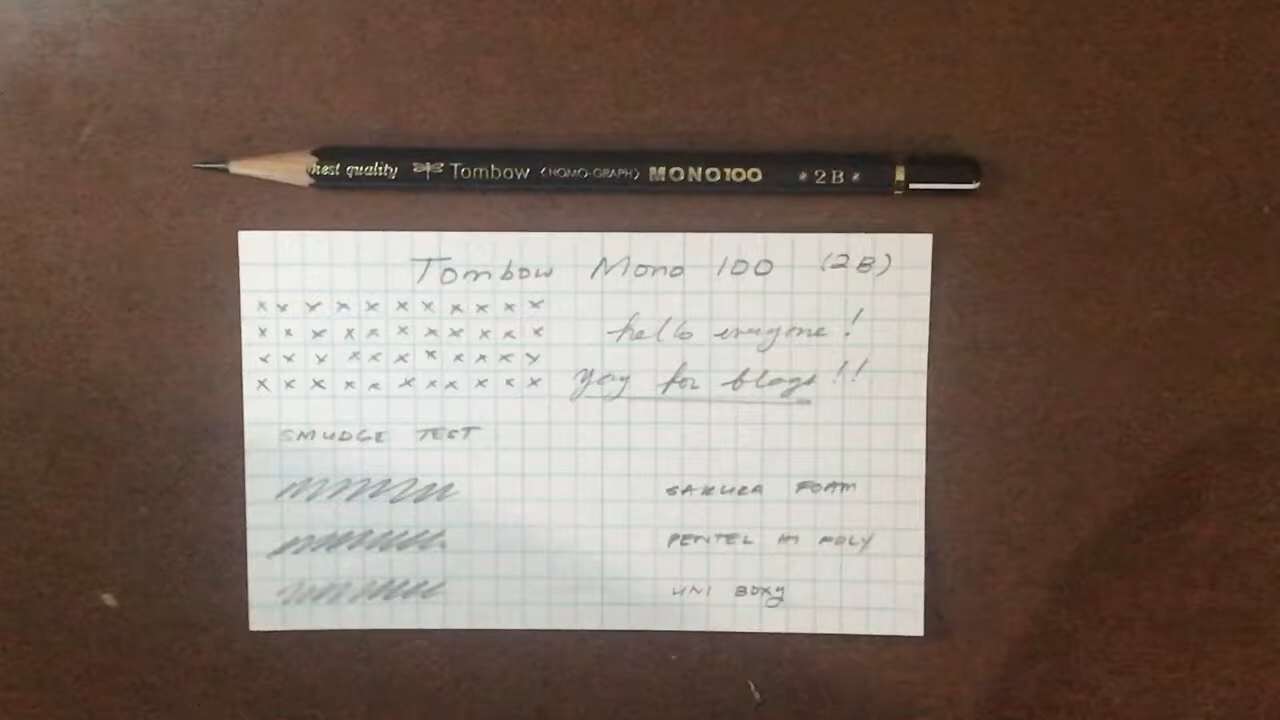 hest quality Tombow (HOMO-GRAPH) MONO100 * 2B *
Tombow Mono 100 (2B)
x x x x x x x x x x x
x x x x x x x x x x x
hello everyone!
x x x x x x x x x x x
x x x x x x x x x x x
yay for blogs!!
SMUDGE TEST
SAKURA FOAM
PENTEL HI POLY
UNI BOXY